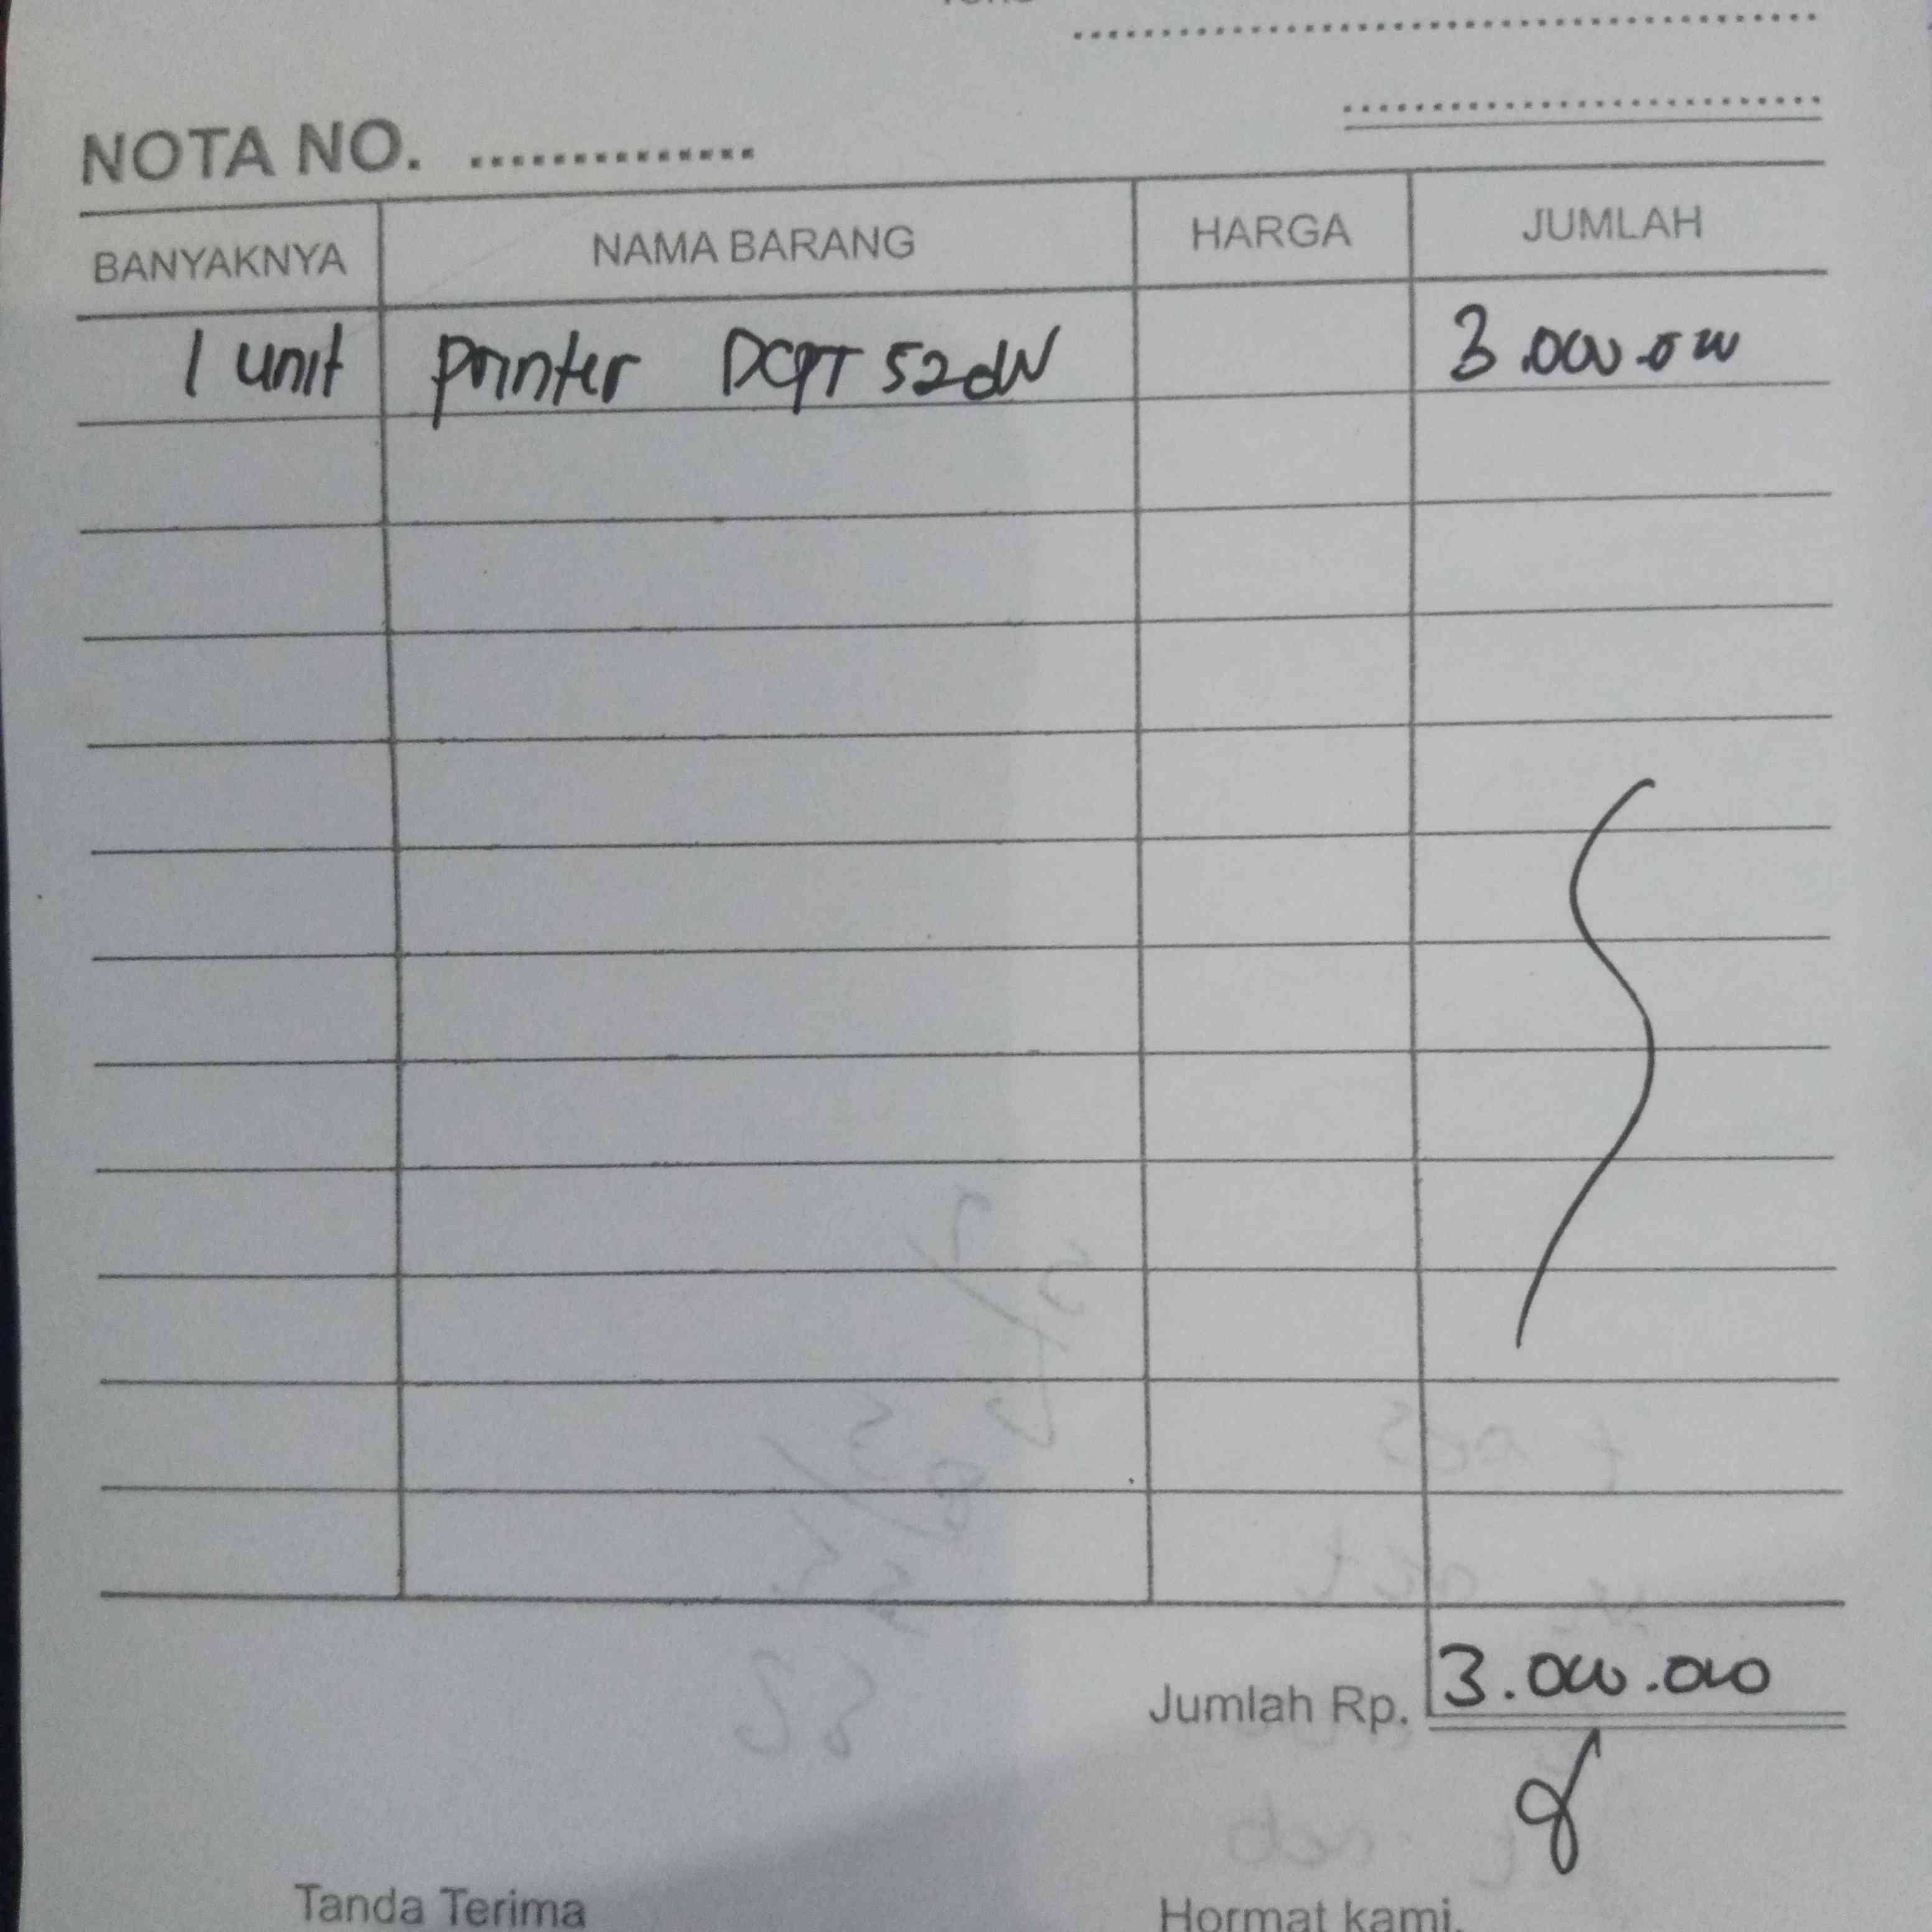 NOTA NO. ..............
BANYAKNYA NAMA BARANG HARGA JUMLAH
1 unit Printer DCPT 520W 3.000.000
Jumlah Rp. 3.000.000
Tanda Terima Hormat kami,